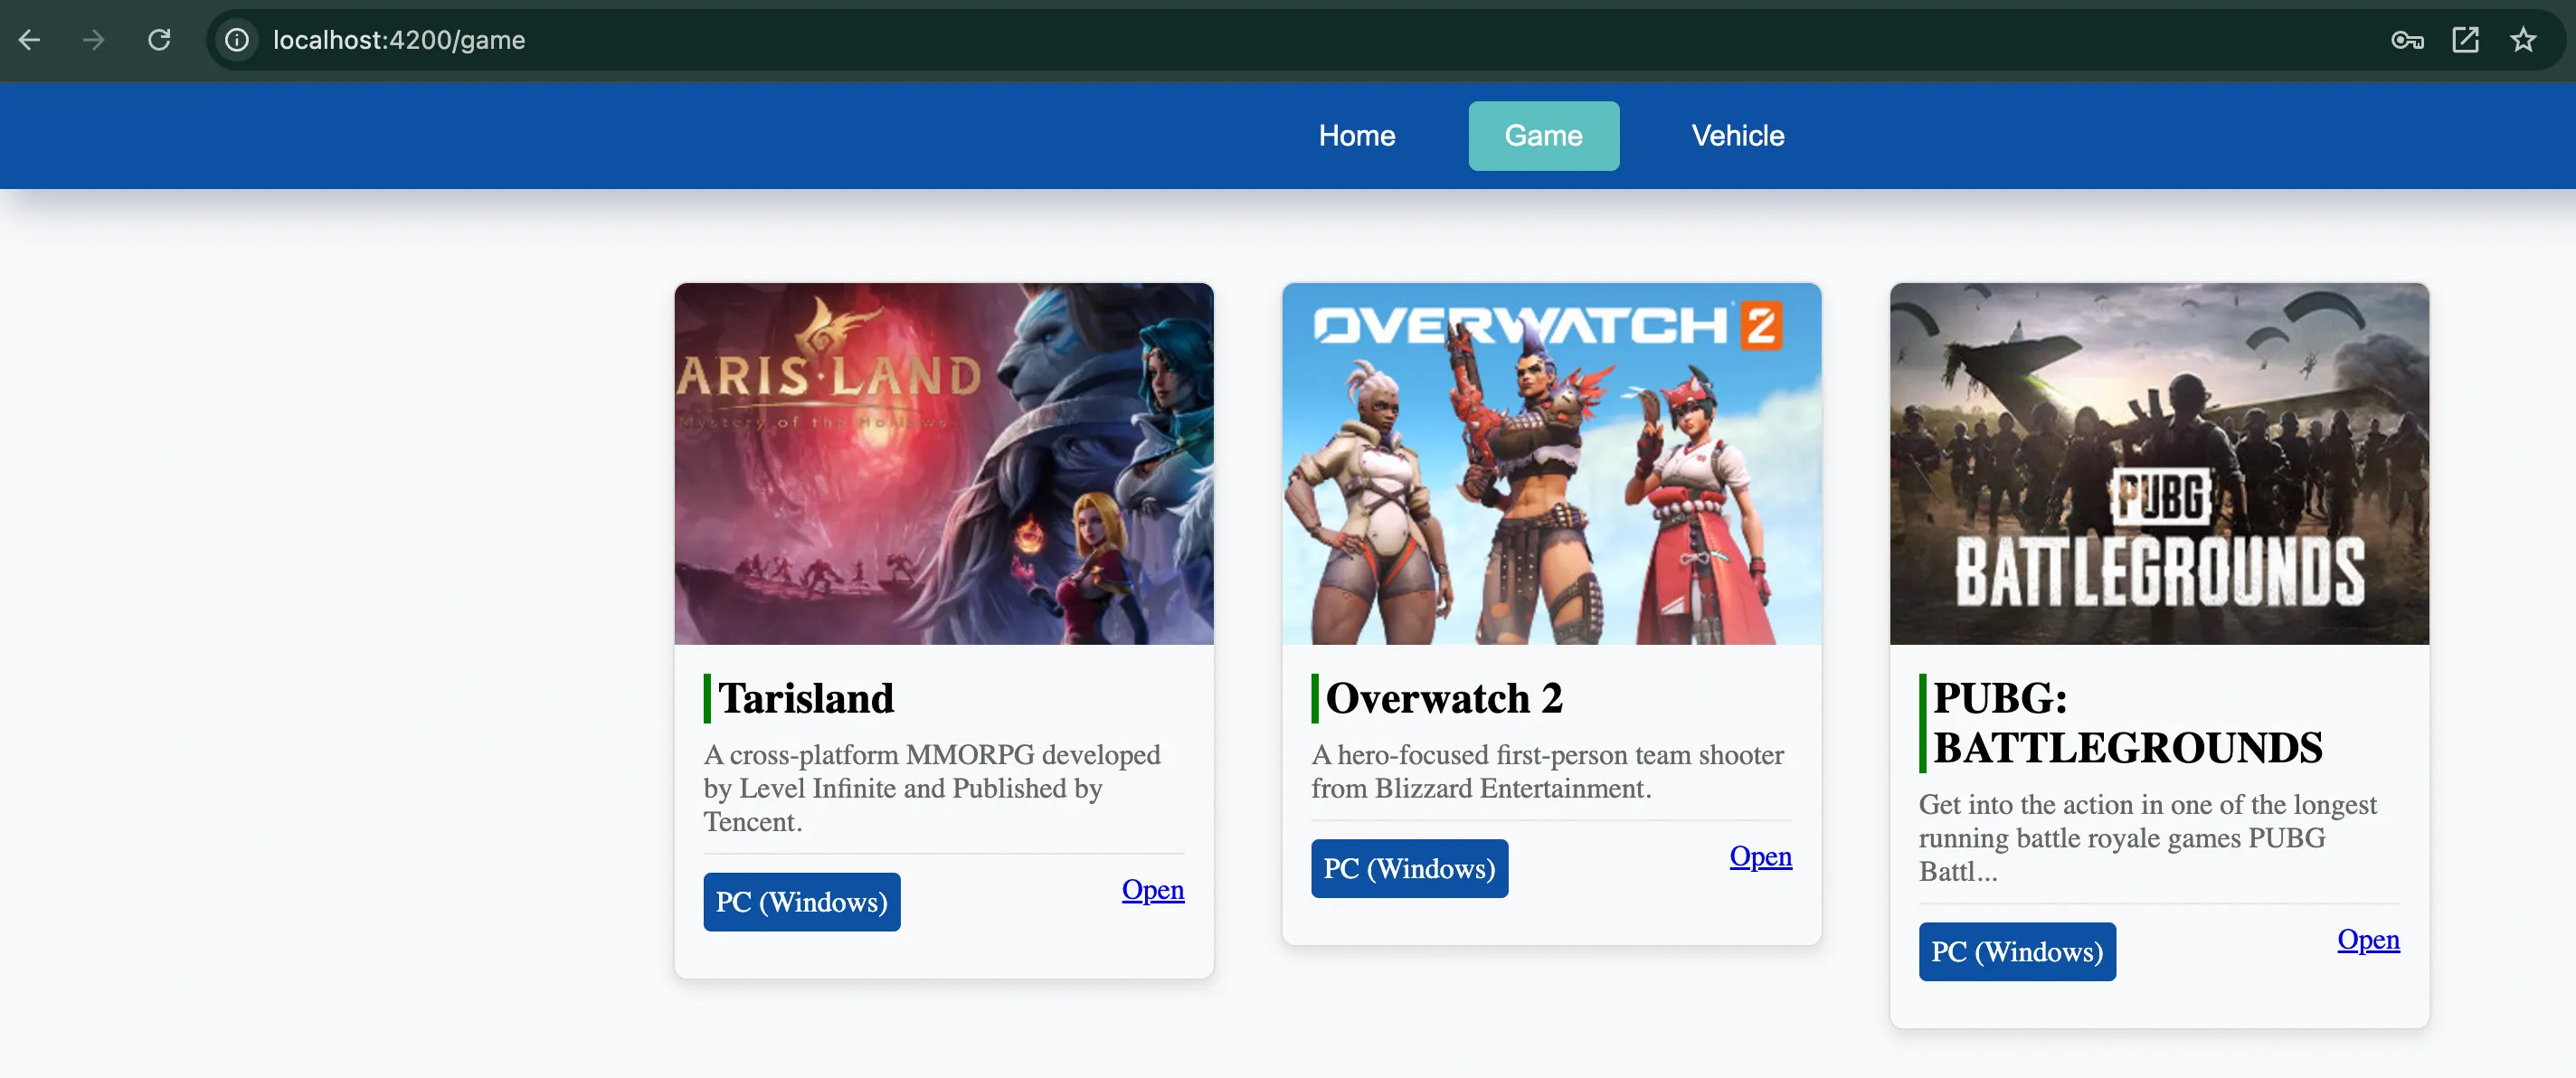 localhost:4200/game
Home Game Vehicle
ARIS·LAND
Mystery of the Hollows
OVERWATCH 2
PUBG
BATTLEGROUNDS
Tarisland
A cross-platform MMORPG developed
by Level Infinite and Published by
Tencent.
PC (Windows) Open
Overwatch 2
A hero-focused first-person team shooter
from Blizzard Entertainment.
PC (Windows) Open
PUBG:
BATTLEGROUNDS
Get into the action in one of the longest
running battle royale games PUBG
Battl...
PC (Windows) Open